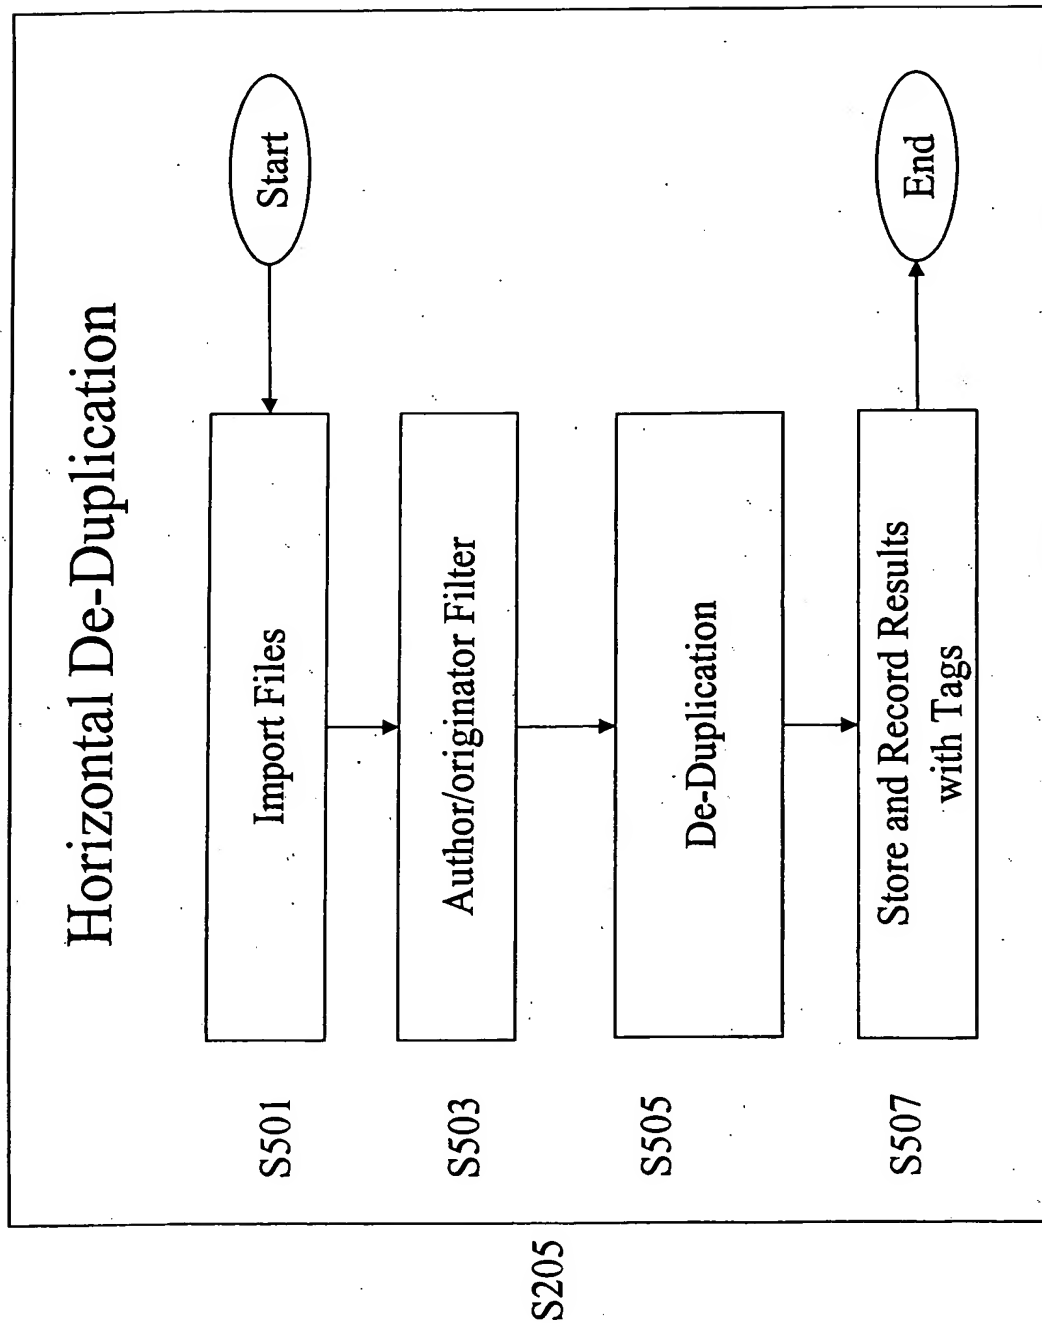 Horizontal De-Duplication
Start
S501
Import Files
S503
Author/originator Filter
S505
De-Duplication
S507
Store and Record Results
with Tags
End
S205